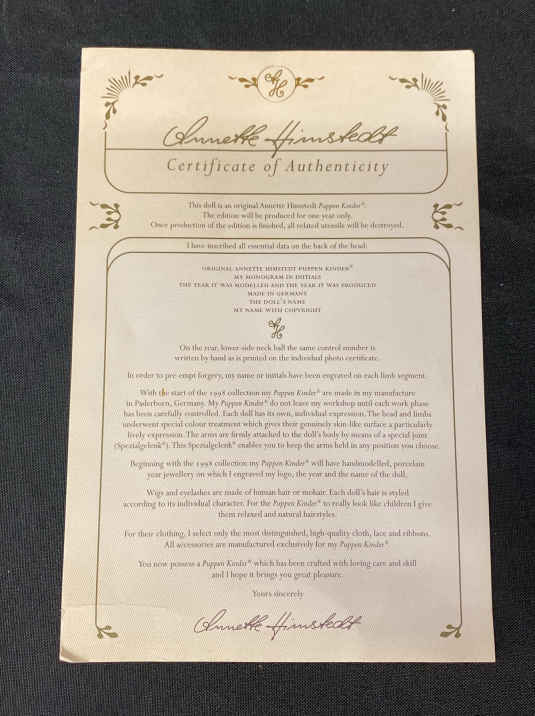 AH
Annette Himstedt
Certificate of Authenticity
This doll is an original Annette Himstedt Puppen Kinder®.
The edition will be produced for one year only.
Once production of the edition is finished, all related utensils will be destroyed.
I have inscribed all essential data on the back of the head:
ORIGINAL ANNETTE HIMSTEDT PUPPEN KINDER®
MY MONOGRAM IN INITIALS
THE YEAR IT WAS MODELLED AND THE YEAR IT WAS PRODUCED
MADE IN GERMANY
THE DOLL'S NAME
MY NAME WITH COPYRIGHT
AH
On the rear, lower-side neck ball the same control number is
written by hand as is printed on the individual photo certificate.
In order to pre-empt forgery, my name or initials have been engraved on each limb segment.
With the start of the 1998 collection my Puppen Kinder® are made in my manufacture
in Paderborn, Germany. My Puppen Kinder® do not leave my workshop until each work phase
has been carefully controlled. Each doll has its own, individual expression. The head and limbs
underwent special colour treatment which gives their genuinely skin-like surface a particularly
lively expression. The arms are firmly attached to the doll's body by means of a special joint
(Spezialgelenk®). This Spezialgelenk® enables you to keep the arms held in any position you choose.
Beginning with the 1998 collection my Puppen Kinder® will have handmodelled, porcelain
year jewellery on which I engraved my logo, the year and the name of the doll.
Wigs and eyelashes are made of human hair or mohair. Each doll's hair is styled
according to its individual character. For the Puppen Kinder® to really look like children I give
them relaxed and natural hairstyles.
For their clothing, I select only the most distinguished, high-quality cloth, lace and ribbons.
All accessories are manufactured exclusively for my Puppen Kinder®.
You now possess a Puppen Kinder® which has been crafted with loving care and skill
and I hope it brings you great pleasure.
Yours sincerely
Annette Himstedt